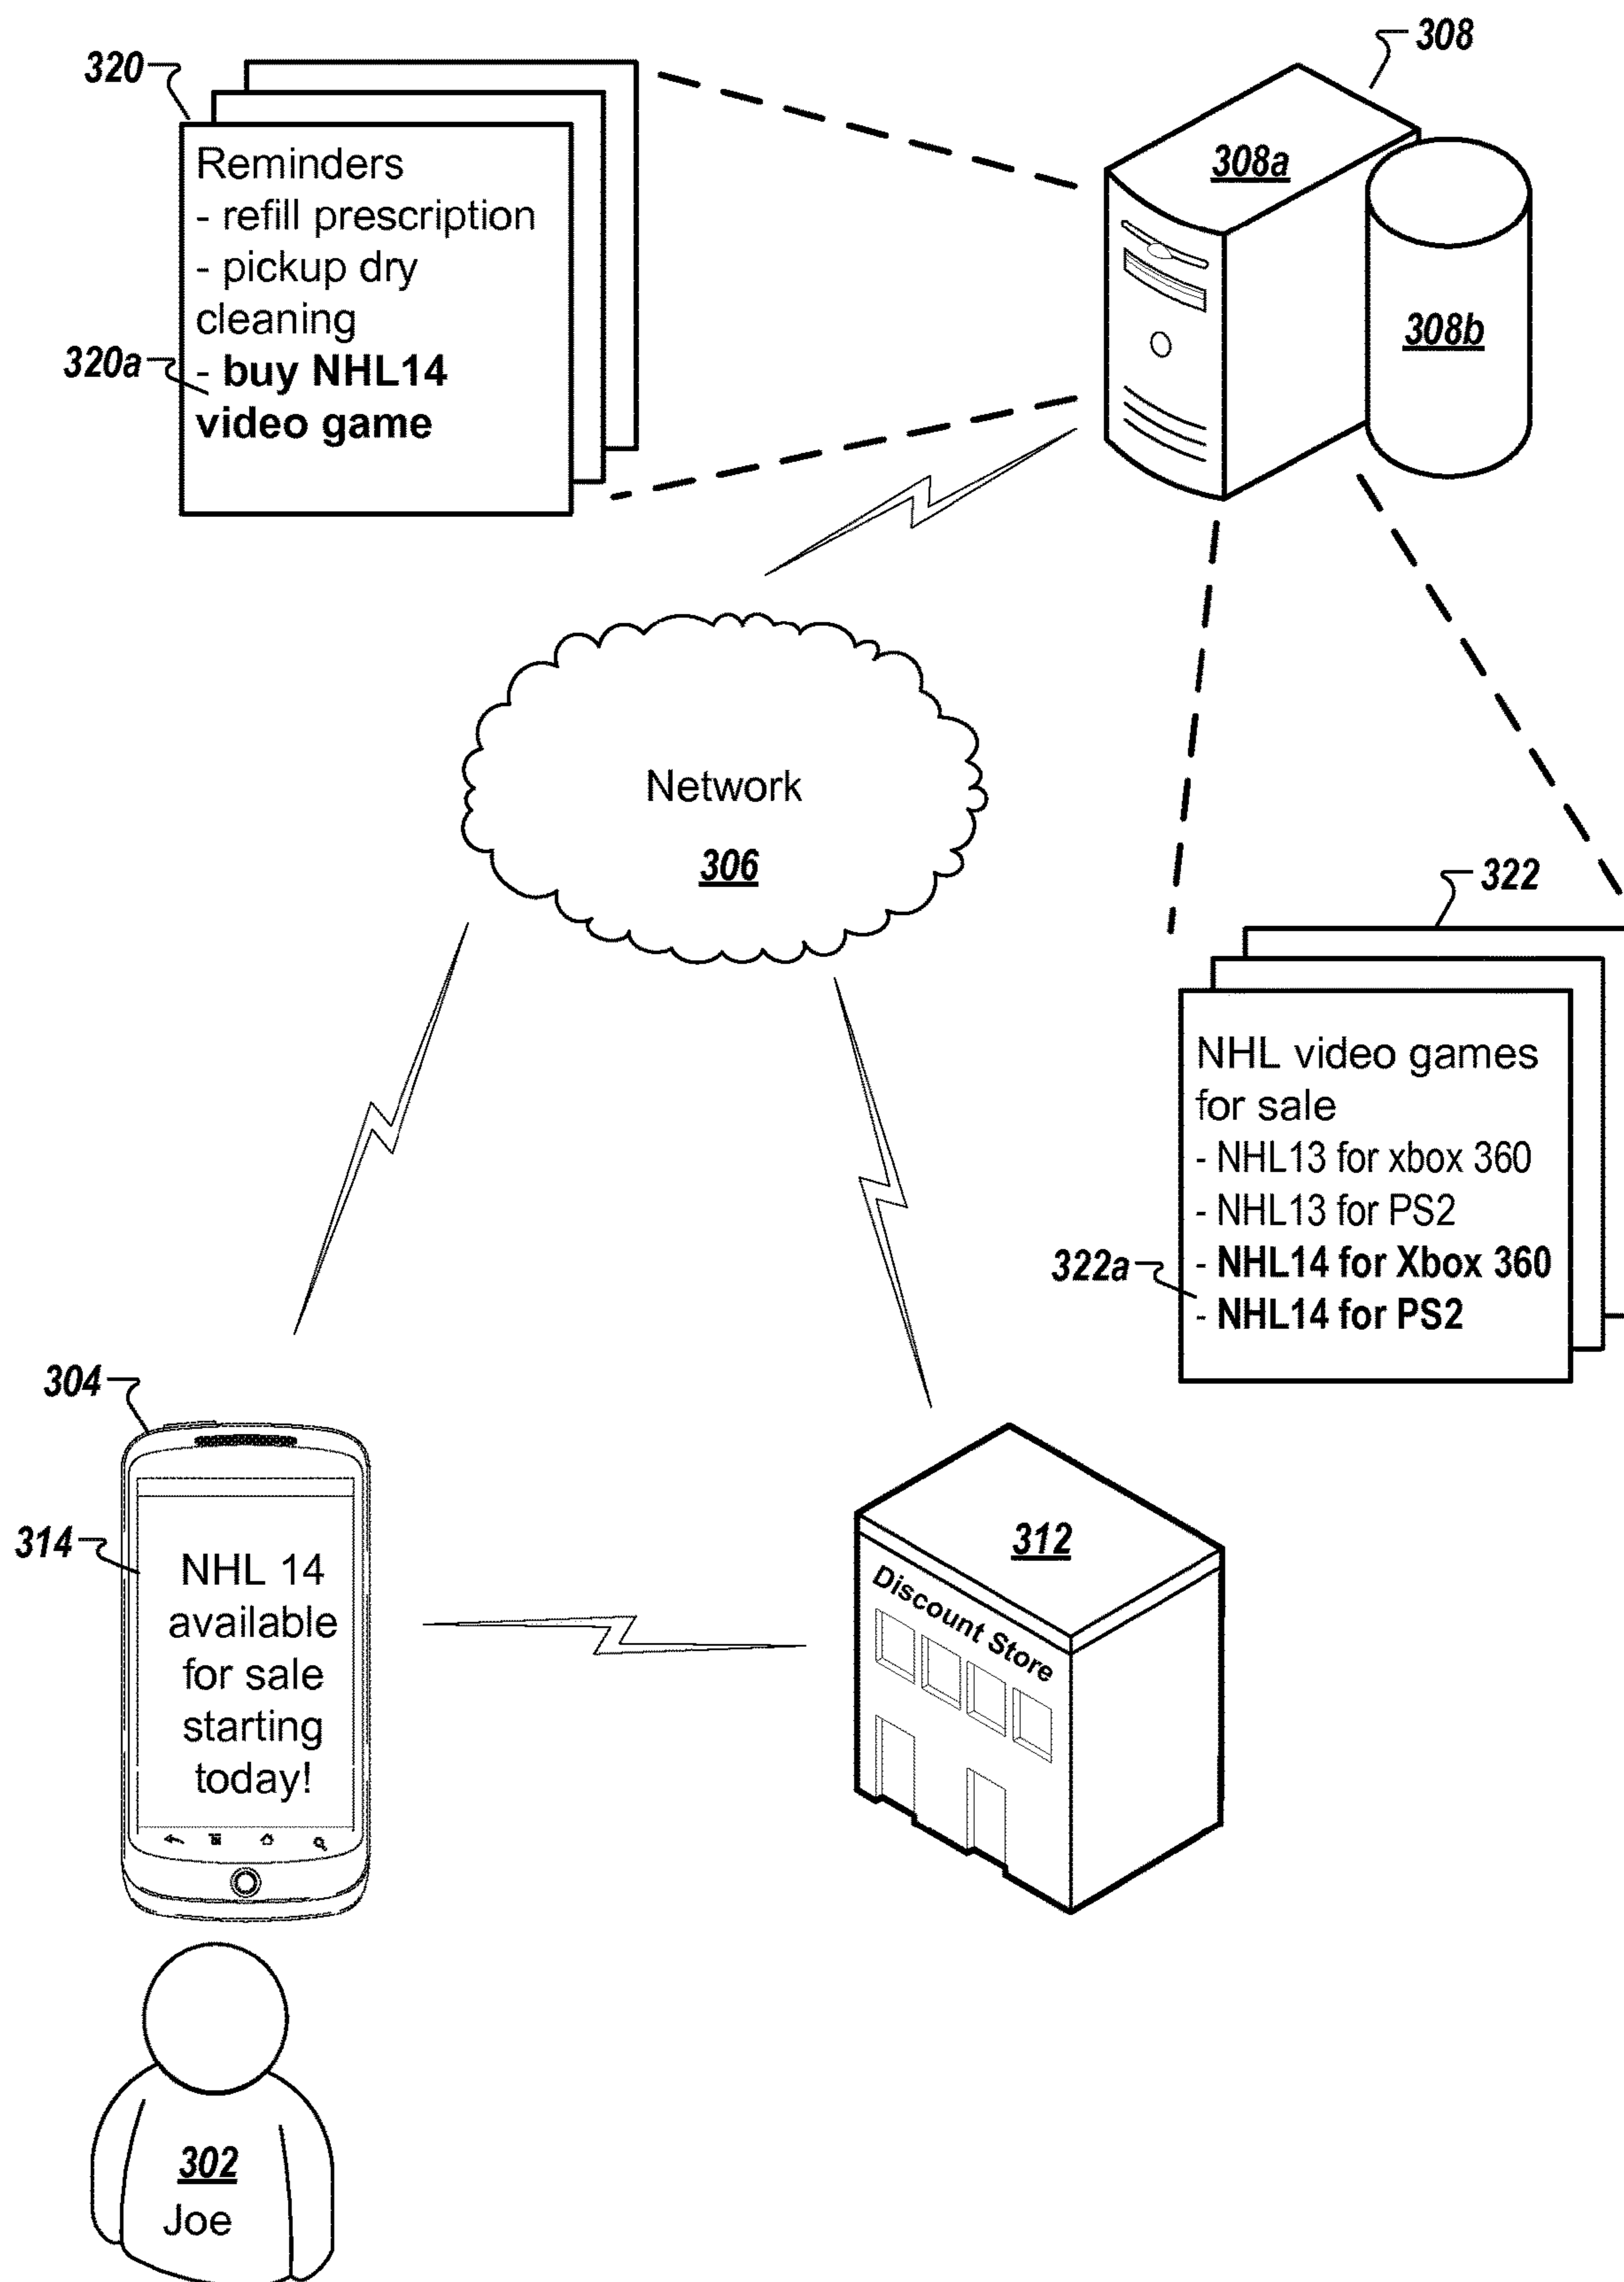 320
308
308a
Reminders
- refill prescription
- pickup dry
cleaning
320a
- buy NHL14
video game
308b
Network
306
322
NHL video games
for sale
- NHL13 for xbox 360
- NHL13 for PS2
322a
- NHL14 for Xbox 360
- NHL14 for PS2
304
314
NHL 14
available
for sale
starting
today!
312
Discount Store
302
Joe